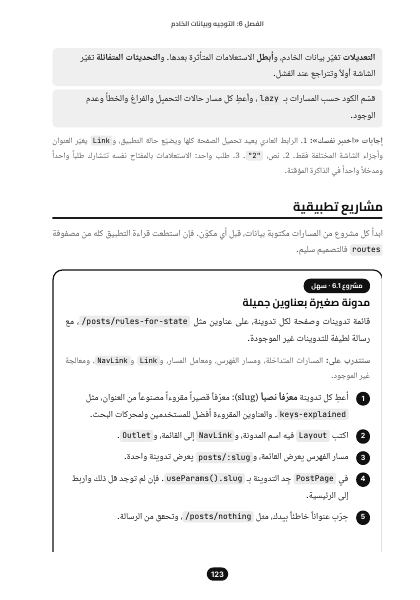 الفصل 6: التوجيه وبيانات الخادم
التعديلات تغيّر بيانات الخادم، وأبطل الاستعلامات المتأثرة بعدها. والتحديثات المتفائلة تغيّر
الشاشة أولاً وتتراجع عند الفشل.
قسّم الكود حسب المسارات بـ lazy ، وأعطِ كل مسار حالات التحميل والفراغ والخطأ وعدم
الوجود.
إجابات «اختبر نفسك»: 1. الرابط العادي يعيد تحميل الصفحة كلها ويضيّع حالة التطبيق، و Link يغيّر العنوان
وأجزاء الشاشة المختلفة فقط. 2. نص، "2" . 3. طلب واحد: الاستعلامات بالمفتاح نفسه تتشارك طلباً واحداً
ومدخلاً واحداً في الذاكرة المؤقتة.
مشاريع تطبيقية
ابدأ كل مشروع من المسارات مكتوبة بيانات، قبل أي مكوّن. فإن استطعت قراءة التطبيق كله من مصفوفة
routes فالتصميم سليم.
مشروع 6.1 · سهل
مدونة صغيرة بعناوين جميلة
قائمة تدوينات وصفحة لكل تدوينة، على عناوين مثل /posts/rules-for-state ، مع
رسالة لطيفة للتدوينات غير الموجودة.
ستتدرب على: المسارات المتداخلة، ومسار الفهرس، ومعامل المسار، و Link و NavLink ، ومعالجة
غير الموجود.
1 أعطِ كل تدوينة معرّفاً نصياً (slug): معرّفاً قصيراً مقروءاً مصنوعاً من العنوان، مثل
keys-explained . والعناوين المقروءة أفضل للمستخدمين ولمحركات البحث.
2 اكتب Layout فيه اسم المدونة، و NavLink إلى القائمة، و Outlet .
3 مسار الفهرس يعرض القائمة، و posts/:slug يعرض تدوينة واحدة.
4 في PostPage جِد التدوينة بـ useParams().slug . فإن لم توجد قل ذلك واربط
إلى الرئيسية.
5 جرّب عنواناً خاطئاً بيدك، مثل /posts/nothing ، وتحقق من الرسالة.
123